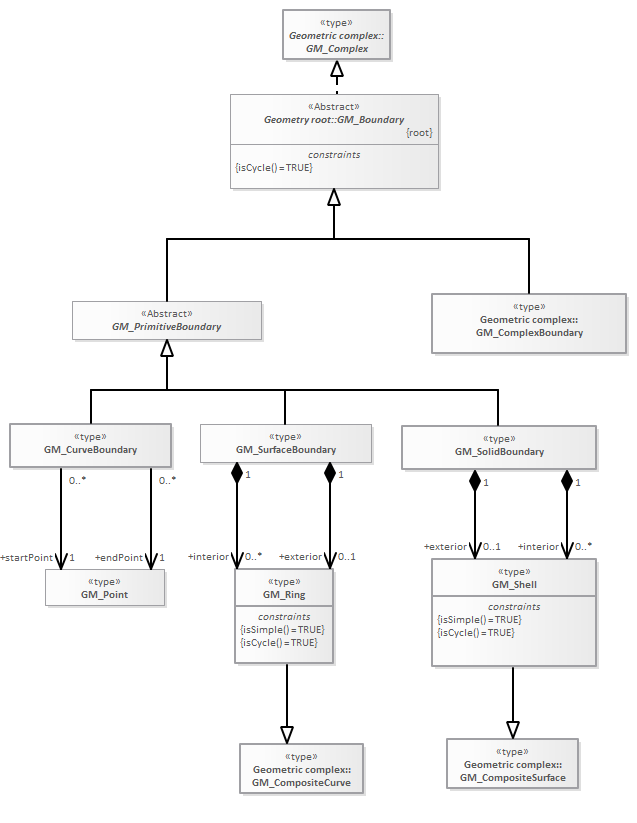 «type»
Geometric complex::
GM_Complex
«Abstract»
Geometry root::GM_Boundary
{root}
constraints
{isCycle() = TRUE}
«Abstract»
GM_PrimitiveBoundary
«type»
Geometric complex::
GM_ComplexBoundary
«type»
GM_CurveBoundary
«type»
GM_SurfaceBoundary
«type»
GM_SolidBoundary
0..*
0..*
1
1
1
1
+startPoint
1
+endPoint
1
+interior
0..*
+exterior
0..1
+exterior
0..1
+interior
0..*
«type»
GM_Point
«type»
GM_Ring
constraints
{isSimple() = TRUE}
{isCycle() = TRUE}
«type»
GM_Shell
constraints
{isSimple() = TRUE}
{isCycle() = TRUE}
«type»
Geometric complex::
GM_CompositeCurve
«type»
Geometric complex::
GM_CompositeSurface